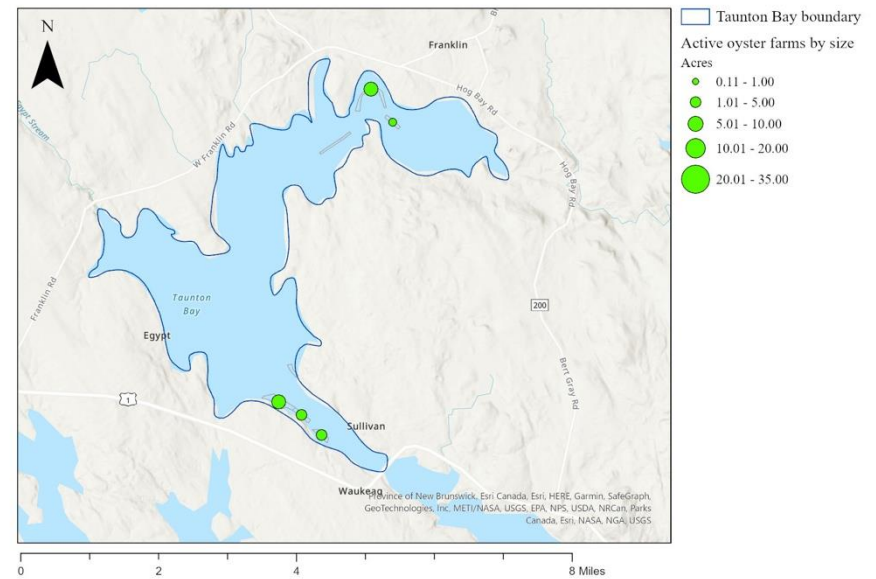 N
Franklin
Hog Bay Rd
W Franklin Rd
Egypt Stream
Hog Bay Rd
Franklin Rd
Taunton
Bay
Egypt
200
Bert Gray Rd
1
Sullivan
Waukeag
Province of New Brunswick, Esri Canada, Esri, HERE, Garmin, SafeGraph,
GeoTechnologies, Inc, METI/NASA, USGS, EPA, NPS, USDA, NRCan, Parks
Canada, Esri, NASA, NGA, USGS
0 2 4 8 Miles
Taunton Bay boundary
Active oyster farms by size
Acres
0.11 - 1.00
1.01 - 5.00
5.01 - 10.00
10.01 - 20.00
20.01 - 35.00